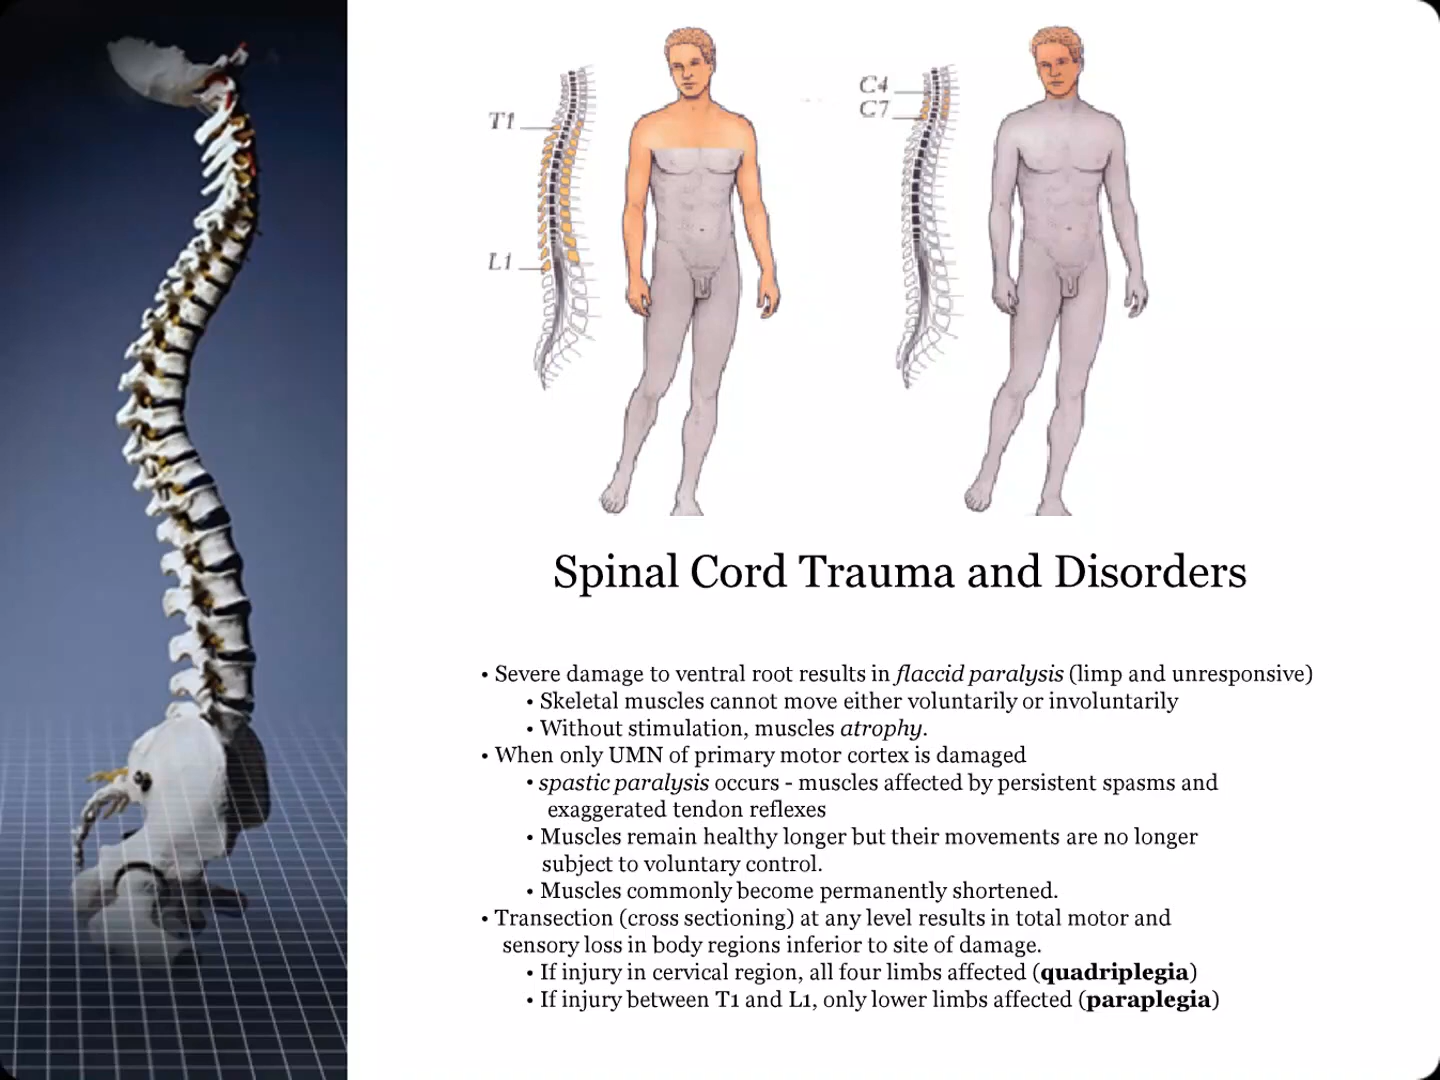 T1
L1
C4
C7
Spinal Cord Trauma and Disorders
• Severe damage to ventral root results in flaccid paralysis (limp and unresponsive)
• Skeletal muscles cannot move either voluntarily or involuntarily
• Without stimulation, muscles atrophy.
• When only UMN of primary motor cortex is damaged
• spastic paralysis occurs - muscles affected by persistent spasms and
exaggerated tendon reflexes
• Muscles remain healthy longer but their movements are no longer
subject to voluntary control.
• Muscles commonly become permanently shortened.
• Transection (cross sectioning) at any level results in total motor and
sensory loss in body regions inferior to site of damage.
• If injury in cervical region, all four limbs affected (quadriplegia)
• If injury between T1 and L1, only lower limbs affected (paraplegia)